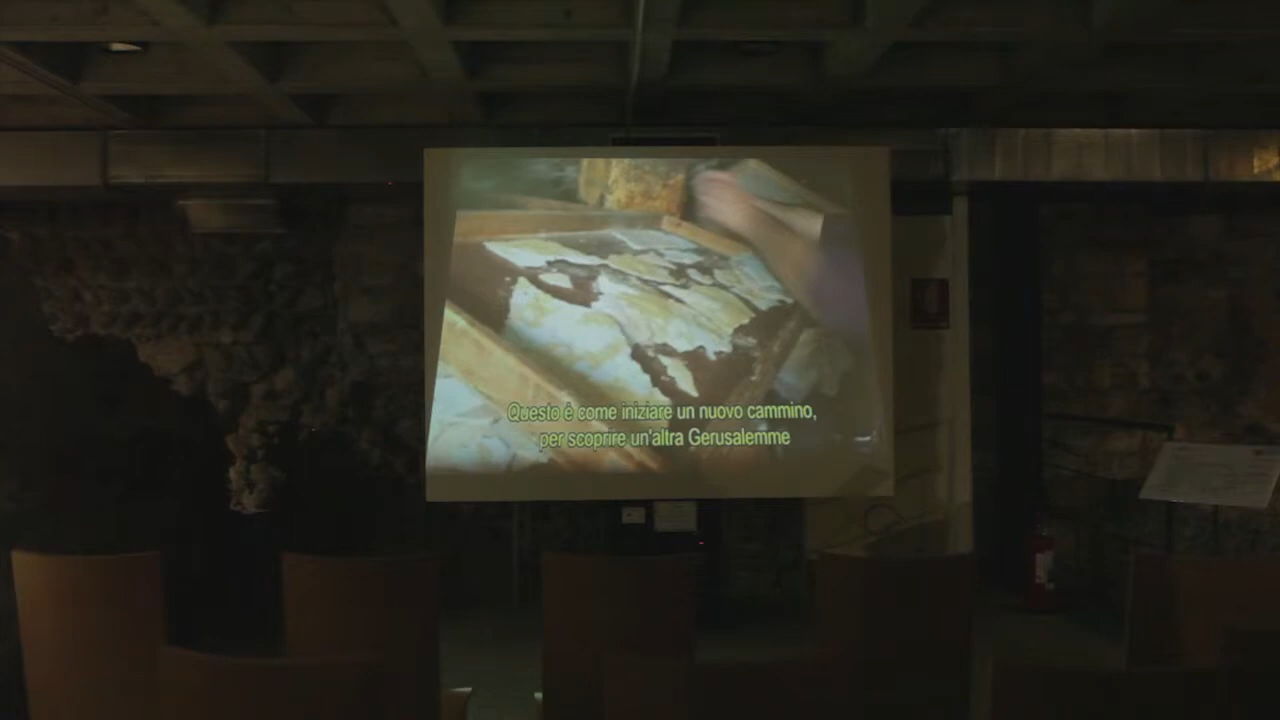 Questo è come iniziare un nuovo cammino,
per scoprire un'altra Gerusalemme